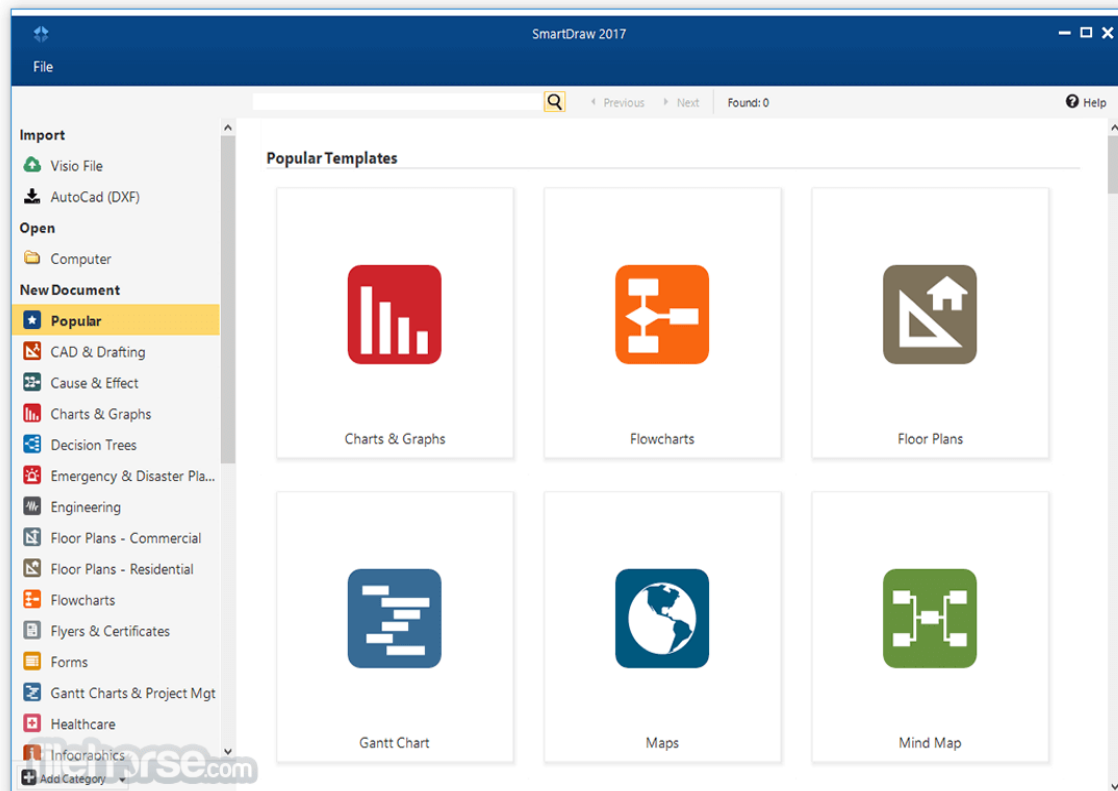 SmartDraw 2017
File
Previous Next Found: 0 Help
Import
Visio File
AutoCad (DXF)
Open
Computer
New Document
Popular
CAD & Drafting
Cause & Effect
Charts & Graphs
Decision Trees
Emergency & Disaster Pla...
Engineering
Floor Plans - Commercial
Floor Plans - Residential
Flowcharts
Flyers & Certificates
Forms
Gantt Charts & Project Mgt
Healthcare
Infographics
Add Category
filehorse.com
Popular Templates
Charts & Graphs Flowcharts Floor Plans
Gantt Chart Maps Mind Map